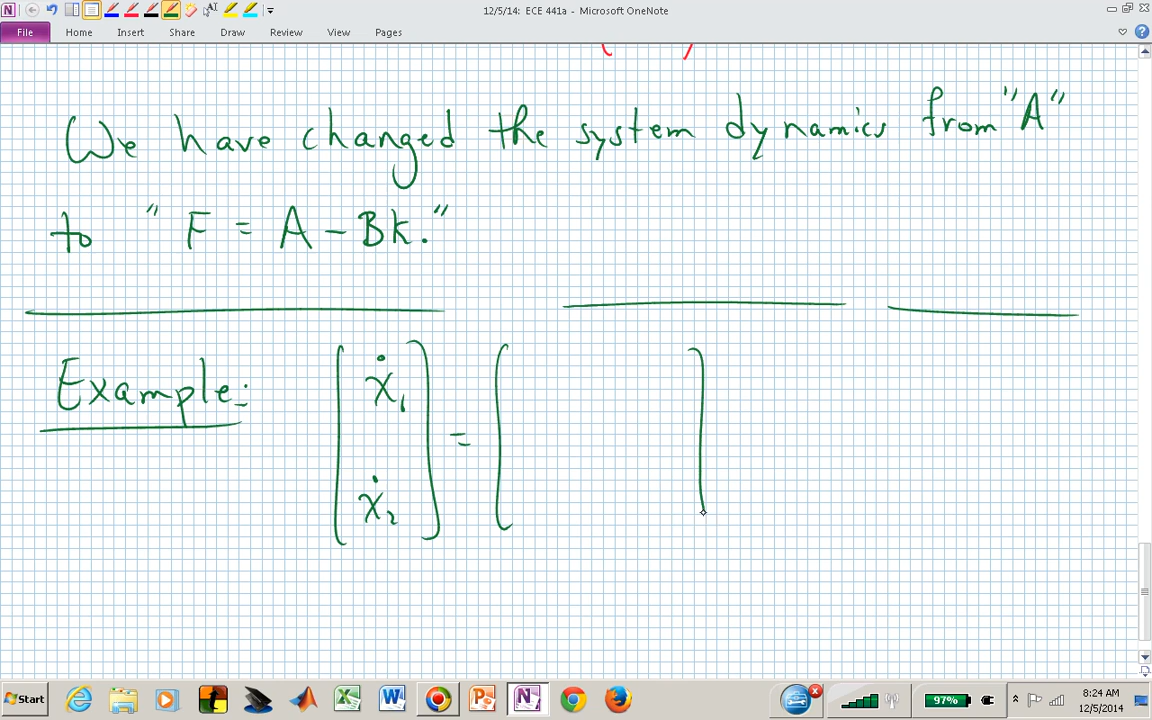 12/5/14: ECE 441a - Microsoft OneNote
File Home Insert Share Draw Review View Pages
We have changed the system dynamics from "A"
to " F = A - Bk."
Example: [ẋ₁
ẋ₂] = [ ]
Start
97%
8:24 AM
12/5/2014